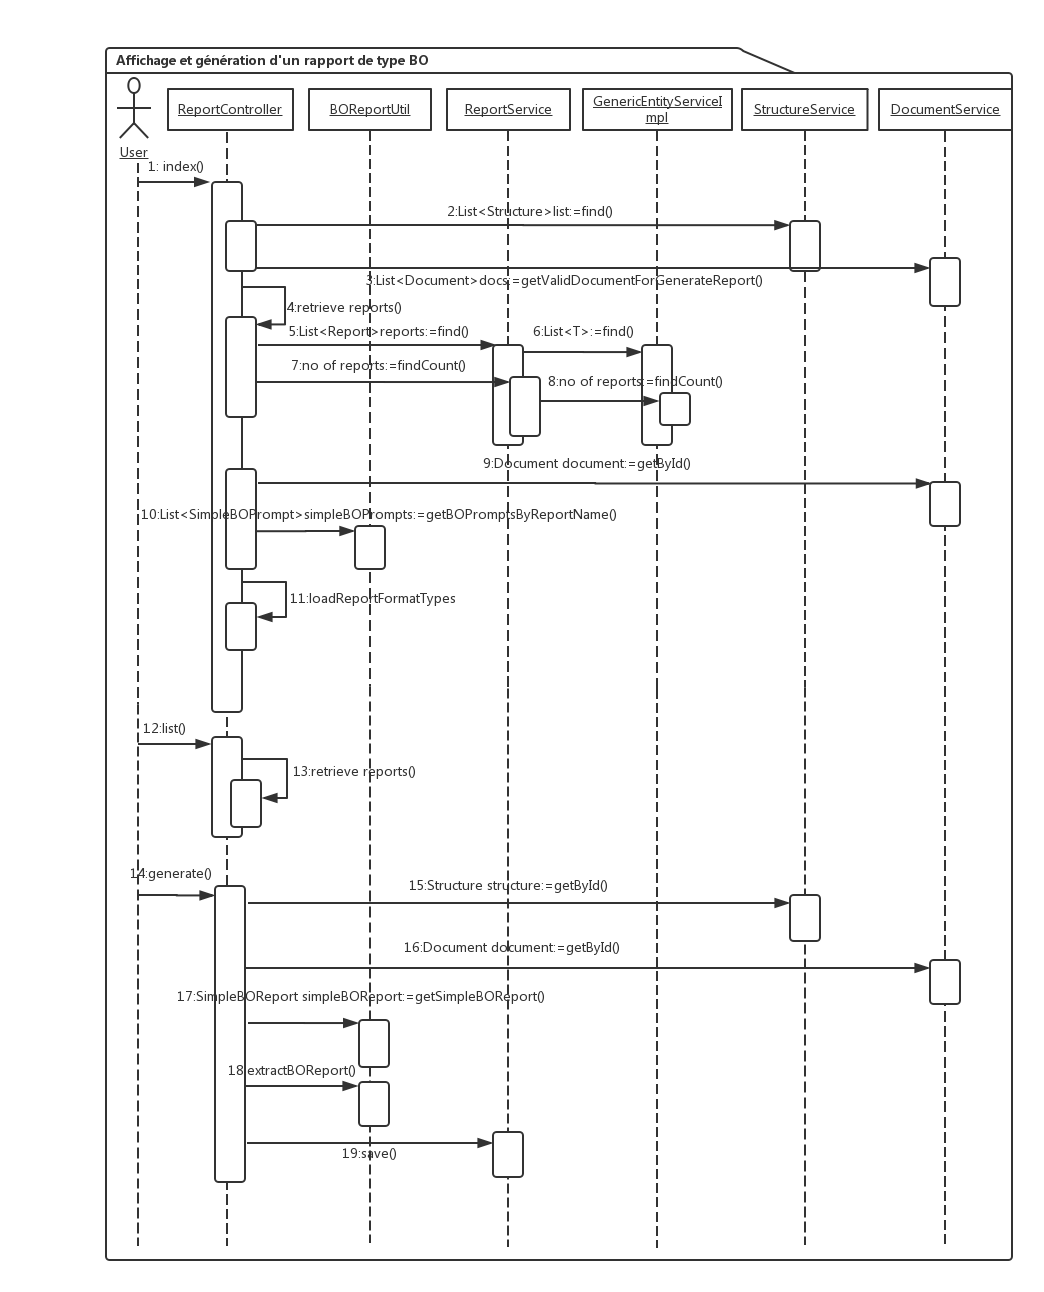 Affichage et génération d'un rapport de type BO
User
ReportController
BOReportUtil
ReportService
GenericEntityServiceI
mpl
StructureService
DocumentService
1: index()
2:List<Structure>list:=find()
3:List<Document>docs:=getValidDocumentForGenerateReport()
4:retrieve reports()
5:List<Report>reports:=find()
6:List<T>:=find()
7:no of reports:=findCount()
8:no of reports:=findCount()
9:Document document:=getById()
10:List<SimpleBOPrompt>simpleBOPrompts:=getBOPromptsByReportName()
11:loadReportFormatTypes
12:list()
13:retrieve reports()
14:generate()
15:Structure structure:=getById()
16:Document document:=getById()
17:SimpleBOReport simpleBOReport:=getSimpleBOReport()
18:extractBOReport()
19:save()